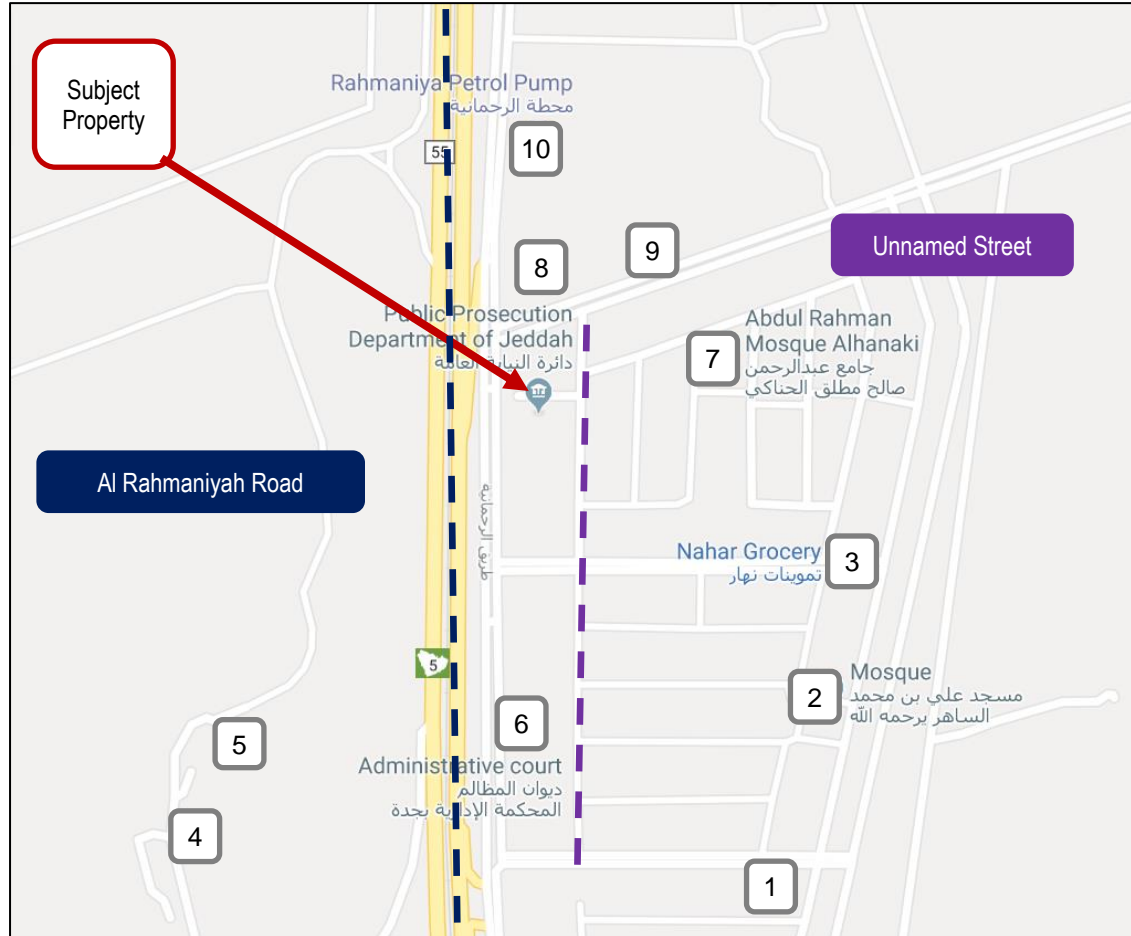 Subject
Property
Rahmaniya Petrol Pump
محطة الرحمانية
55
10
Unnamed Street
9
8
Public Prosecution
Department of Jeddah
دائرة النيابة العامة
Abdul Rahman
Mosque Alhanaki
جامع عبدالرحمن
صالح مطلق الحناكي
7
Al Rahmaniyah Road
طريق الرحمانية
Nahar Grocery
تموينات نهار
3
5
Mosque
مسجد علي بن محمد
الساهر يرحمه الله
2
6
5
Administrative court
ديوان المظالم
المحكمة الإدارية بجدة
4
1